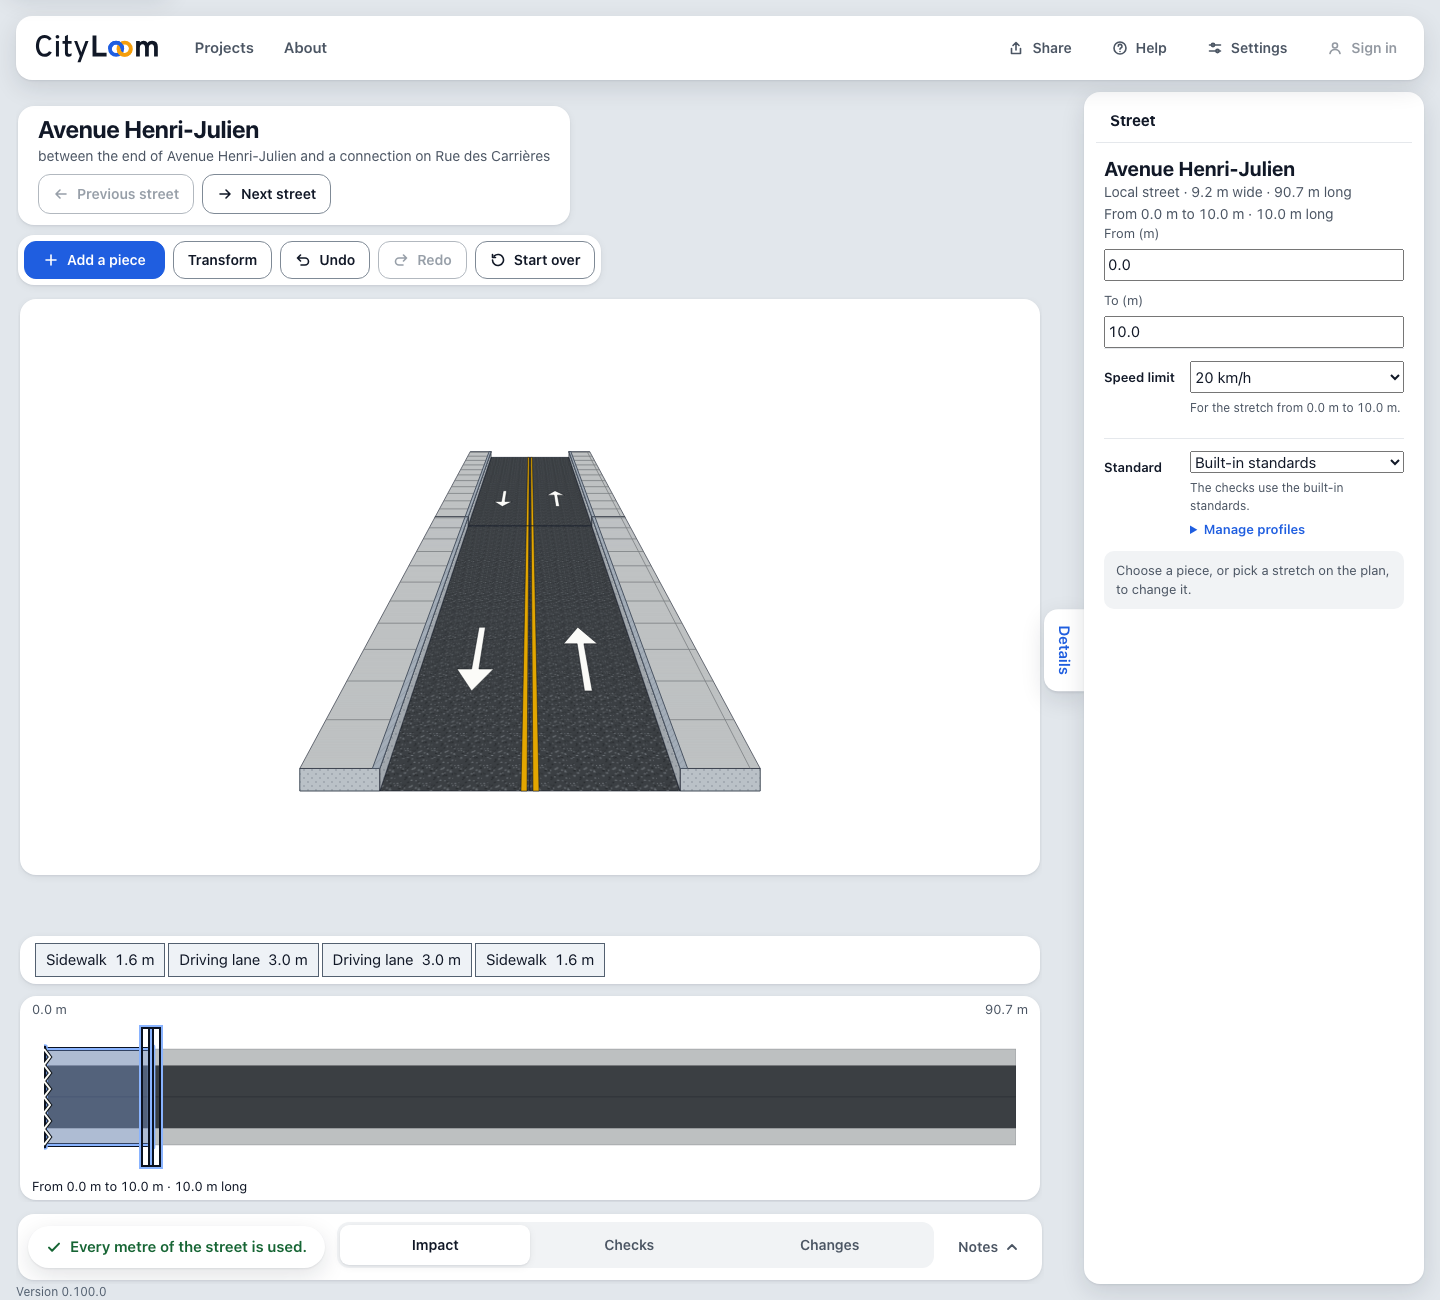 CityLoom
Projects
About
Share
Help
Settings
Sign in
Avenue Henri-Julien
between the end of Avenue Henri-Julien and a connection on Rue des Carrières
Previous street
Next street
Add a piece
Transform
Undo
Redo
Start over
Street
Avenue Henri-Julien
Local street · 9.2 m wide · 90.7 m long
From 0.0 m to 10.0 m · 10.0 m long
From (m)
0.0
To (m)
10.0
Speed limit
20 km/h
For the stretch from 0.0 m to 10.0 m.
Standard
Built-in standards
The checks use the built-in
standards.
Manage profiles
Choose a piece, or pick a stretch on the plan,
to change it.
Details
Sidewalk 1.6 m
Driving lane 3.0 m
Driving lane 3.0 m
Sidewalk 1.6 m
0.0 m
90.7 m
From 0.0 m to 10.0 m · 10.0 m long
Every metre of the street is used.
Impact
Checks
Changes
Notes
Version 0.100.0